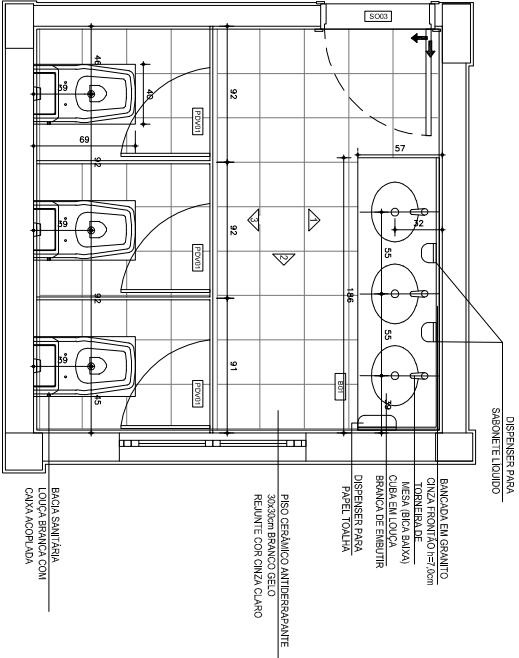 SO03
46
39
49
PDV01
92
57
69
92
32
39
92
PDV01
3
1
2
55
186
92
39
45
91
PDV01
B01
55
39
DISPENSER PARA
SABONETE LÍQUIDO
BANCADA EM GRANITO
CINZA FRONTÃO h=7,0cm
TORNEIRA DE
MESA (BICA BAIXA)
CUBA EM LOUÇA
BRANCA DE EMBUTIR
DISPENSER PARA
PAPEL TOALHA
PISO CERÂMICO ANTIDERRAPANTE
30x30cm BRANCO GELO
REJUNTE COR CINZA CLARO
BACIA SANITÁRIA
LOUÇA BRANCA COM
CAIXA ACOPLADA